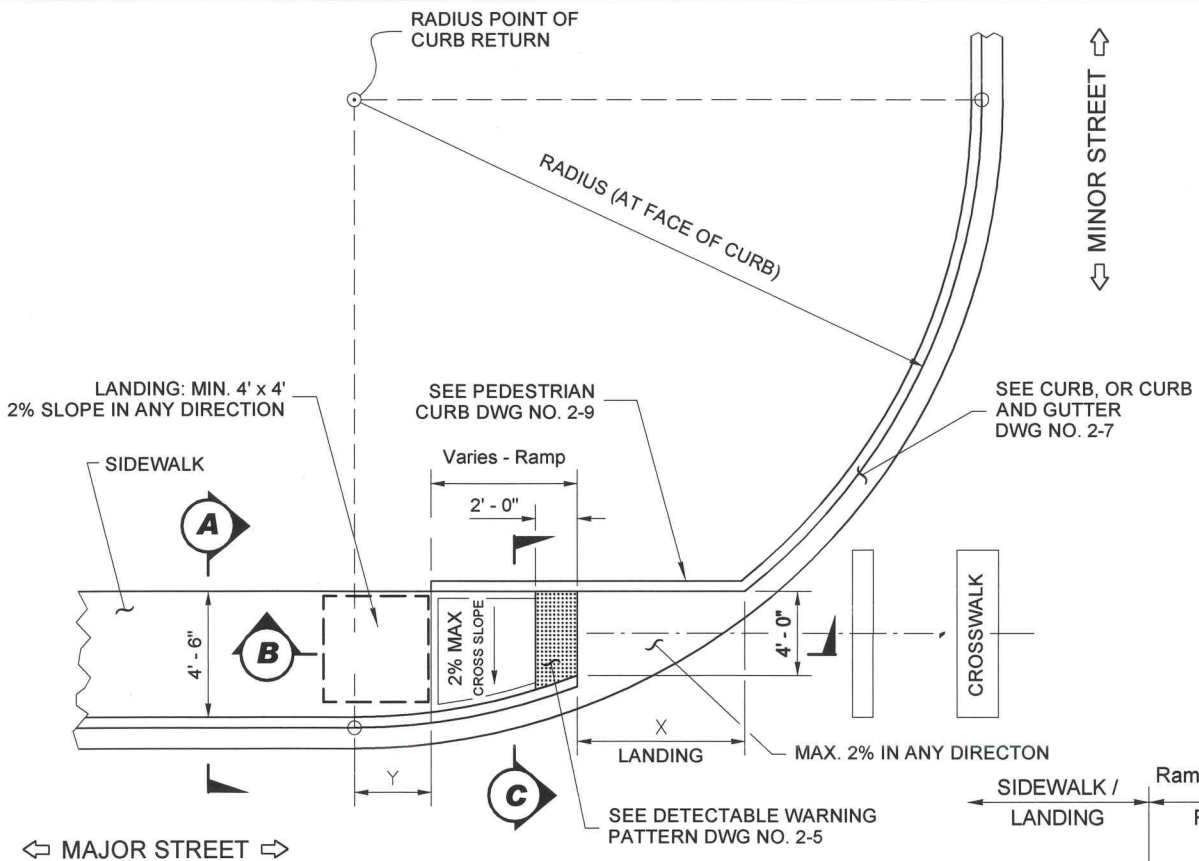 RADIUS POINT OF
CURB RETURN
MINOR STREET
RADIUS (AT FACE OF CURB)
LANDING: MIN. 4' x 4'
2% SLOPE IN ANY DIRECTION
SEE PEDESTRIAN
CURB DWG NO. 2-9
SEE CURB, OR CURB
AND GUTTER
DWG NO. 2-7
SIDEWALK
Varies - Ramp
2' - 0"
A
B
4' - 6"
2% MAX
CROSS SLOPE
4' - 0"
CROSSWALK
X
LANDING
MAX. 2% IN ANY DIRECTON
Y
C
SEE DETECTABLE WARNING
PATTERN DWG NO. 2-5
MAJOR STREET
SIDEWALK /
LANDING
Ram